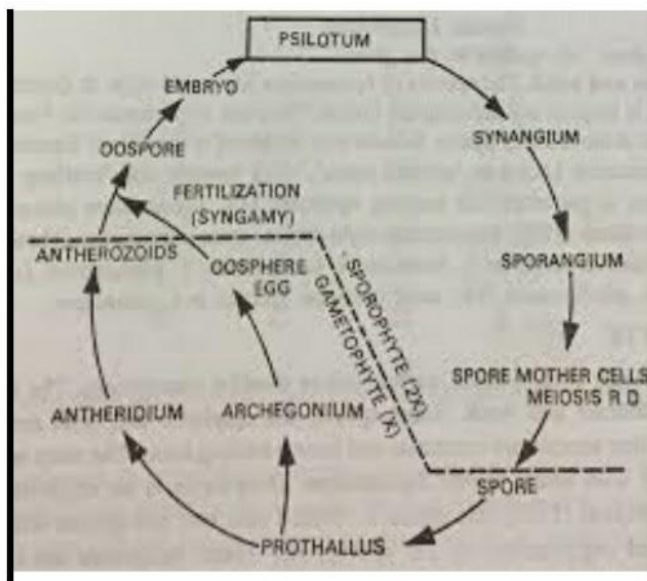 PSILOTUM
EMBRYO
SYNANGIUM
OOSPORE
FERTILIZATION
(SYNGAMY)
ANTHEROZOIDS
OOSPHERE
EGG
SPOROPHYTE (2X)
GAMETOPHYTE (X)
SPORANGIUM
SPORE MOTHER CELLS
MEIOSIS R D
ANTHERIDIUM
ARCHEGONIUM
SPORE
PROTHALLUS